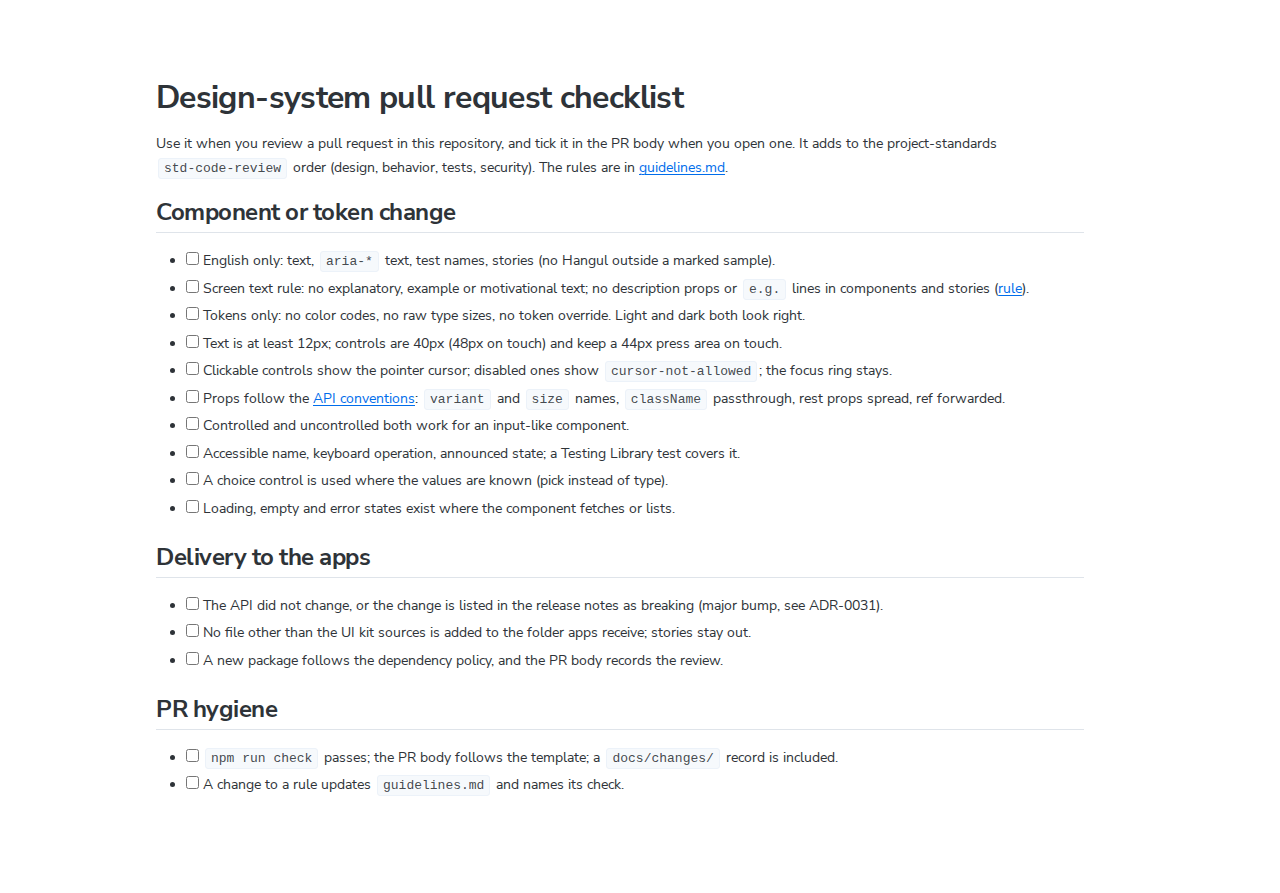 Design-system pull request checklist
Use it when you review a pull request in this repository, and tick it in the PR body when you open one. It adds to the project-standards
std-code-review order (design, behavior, tests, security). The rules are in guidelines.md.
Component or token change
English only: text, aria-* text, test names, stories (no Hangul outside a marked sample).
Screen text rule: no explanatory, example or motivational text; no description props or e.g. lines in components and stories (rule).
Tokens only: no color codes, no raw type sizes, no token override. Light and dark both look right.
Text is at least 12px; controls are 40px (48px on touch) and keep a 44px press area on touch.
Clickable controls show the pointer cursor; disabled ones show cursor-not-allowed; the focus ring stays.
Props follow the API conventions: variant and size names, className passthrough, rest props spread, ref forwarded.
Controlled and uncontrolled both work for an input-like component.
Accessible name, keyboard operation, announced state; a Testing Library test covers it.
A choice control is used where the values are known (pick instead of type).
Loading, empty and error states exist where the component fetches or lists.
Delivery to the apps
The API did not change, or the change is listed in the release notes as breaking (major bump, see ADR-0031).
No file other than the UI kit sources is added to the folder apps receive; stories stay out.
A new package follows the dependency policy, and the PR body records the review.
PR hygiene
npm run check passes; the PR body follows the template; a docs/changes/ record is included.
A change to a rule updates guidelines.md and names its check.